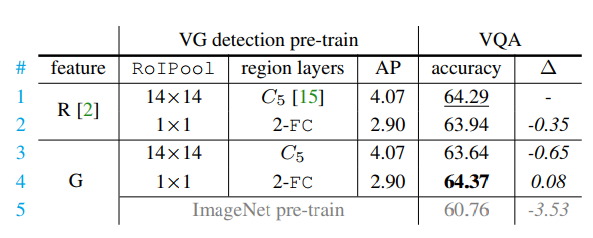 VG detection pre-train VQA
# feature RoIPool region layers AP accuracy Δ
1 R [2] 14×14 C5 [15] 4.07 64.29 -
2 1×1 2-FC 2.90 63.94 -0.35
3 G 14×14 C5 4.07 63.64 -0.65
4 1×1 2-FC 2.90 64.37 0.08
5 ImageNet pre-train 60.76 -3.53